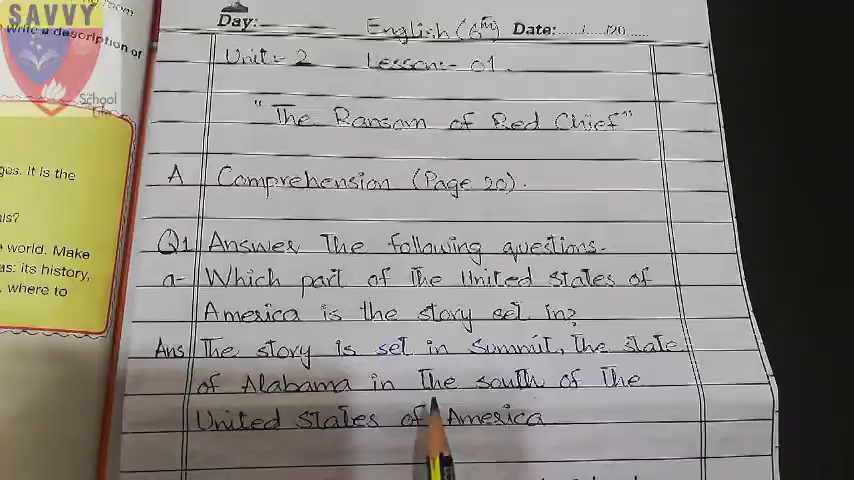 SAVVY
School
room
write a description of
ges. It is the
is?
world. Make
as: its history,
where to
Day: English (6th) Date: / /20
Unit:- 2 Lesson:- 01.
"The Ransom of Red Chief"
A Comprehension (Page 20).
Q1 Answer the following questions.
a- Which part of the United States of
America is the story set in?
Ans The story is set in Summit, the state
of Alabama in the south of the
United States of America